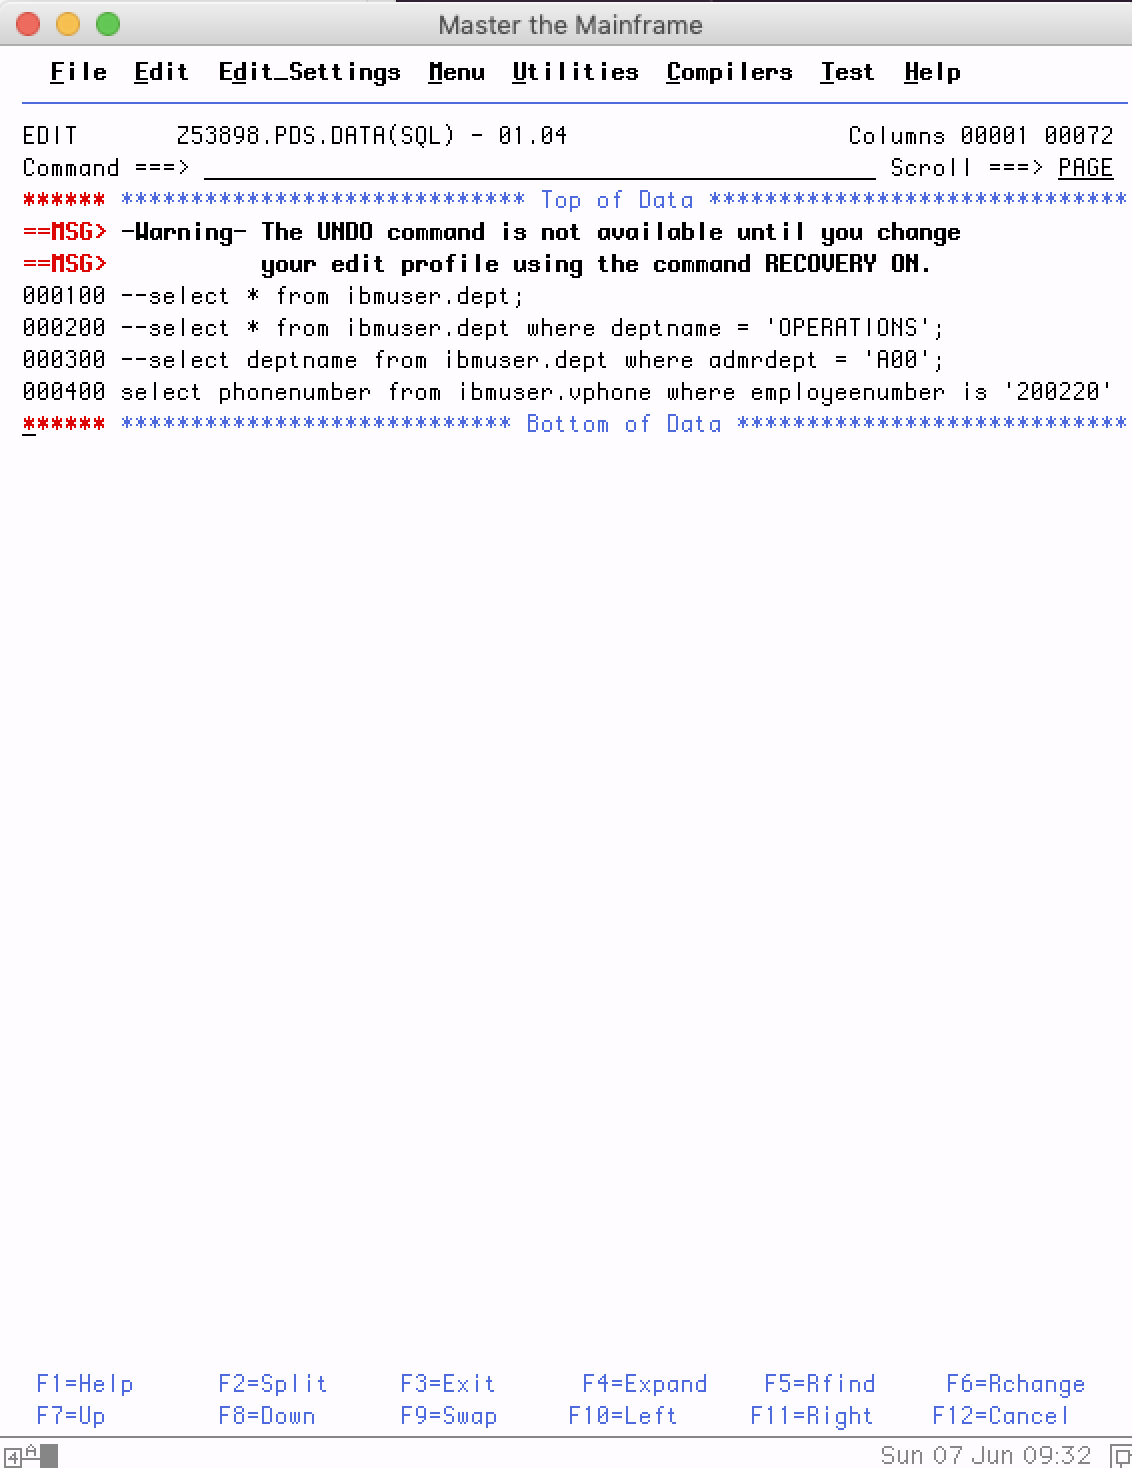 Master the Mainframe
File Edit Edit_Settings Menu Utilities Compilers Test Help
EDIT Z53898.PDS.DATA(SQL) - 01.04 Columns 00001 00072
Command ===> Scroll ===> PAGE
****** ***************************** Top of Data ******************************
==MSG> -Warning- The UNDO command is not available until you change
==MSG> your edit profile using the command RECOVERY ON.
000100 --select * from ibmuser.dept;
000200 --select * from ibmuser.dept where deptname = 'OPERATIONS';
000300 --select deptname from ibmuser.dept where admrdept = 'A00';
000400 select phonenumber from ibmuser.vphone where employeenumber is '200220'
****** **************************** Bottom of Data ****************************
F1=Help F2=Split F3=Exit F4=Expand F5=Rfind F6=Rchange
F7=Up F8=Down F9=Swap F10=Left F11=Right F12=Cancel
4 A Sun 07 Jun 09:32